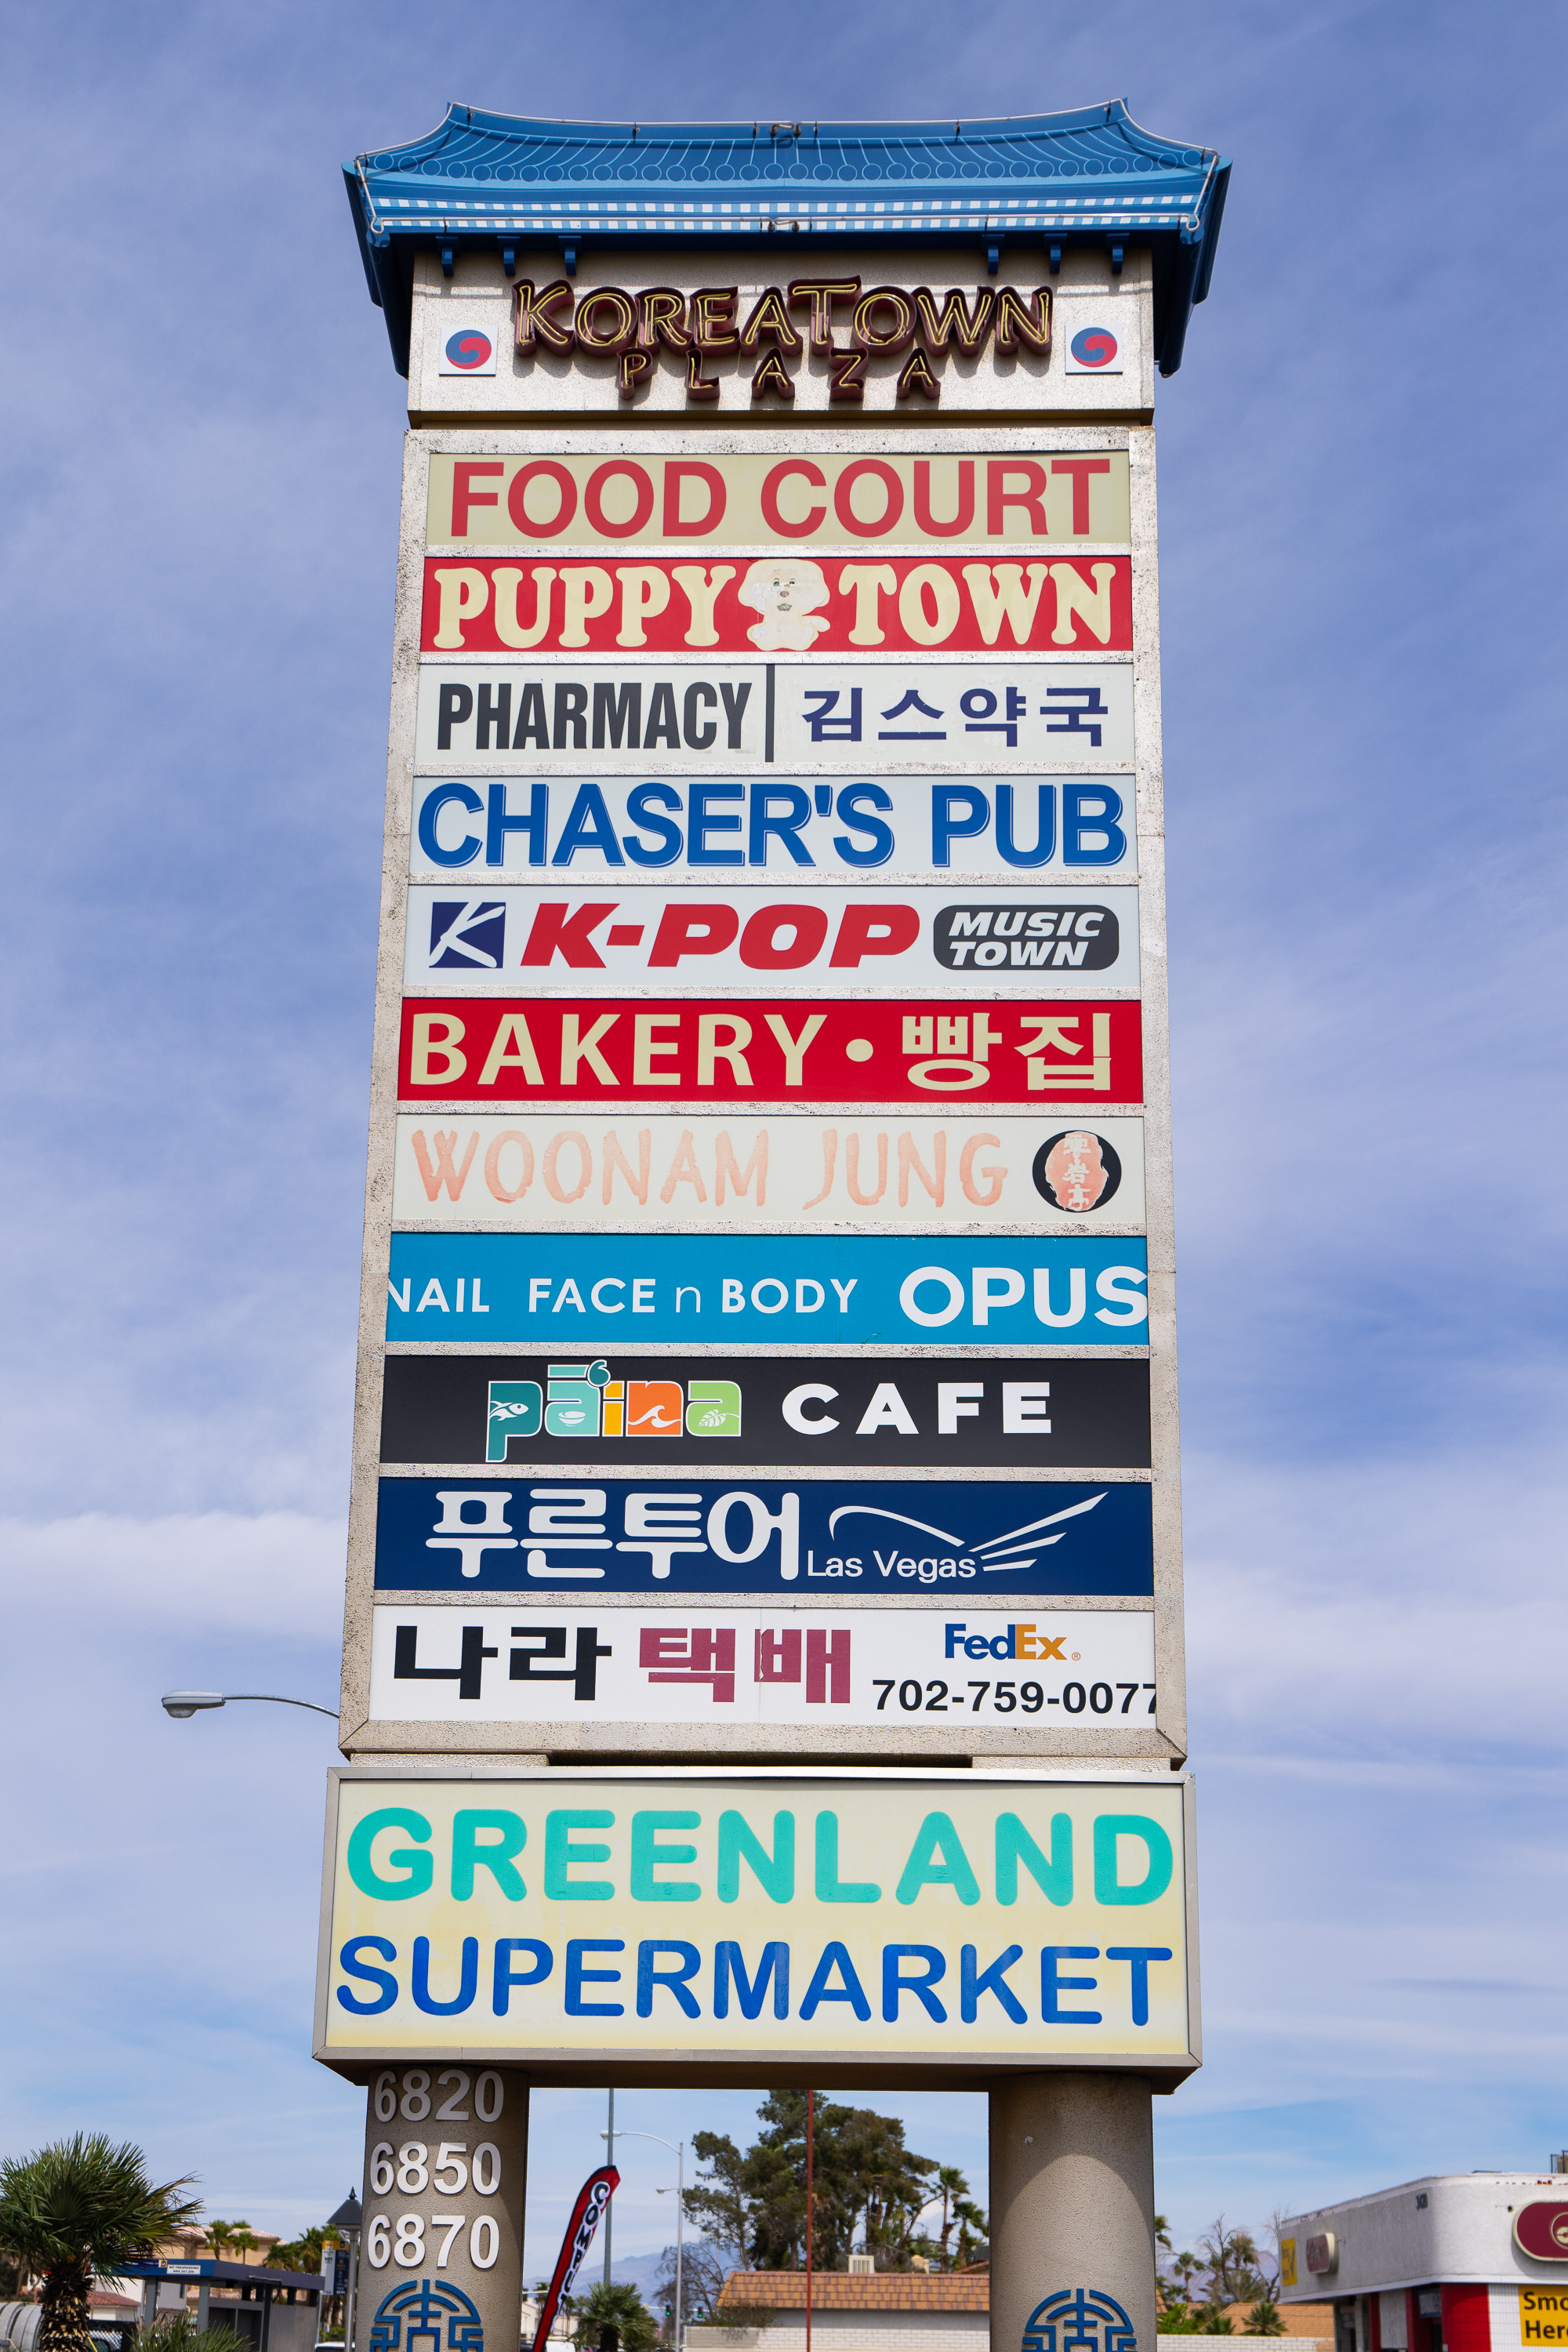 KOREATOWN
PLAZA
FOOD COURT
PUPPY TOWN
PHARMACY 김스약국
CHASER'S PUB
K K-POP MUSIC
TOWN
BAKERY • 빵집
WOONAM JUNG
NAIL FACE n BODY OPUS
pā'ina CAFE
푸른투어 Las Vegas
나라택배 FedEx®
702-759-0077
GREENLAND
SUPERMARKET
6820
6850
6870